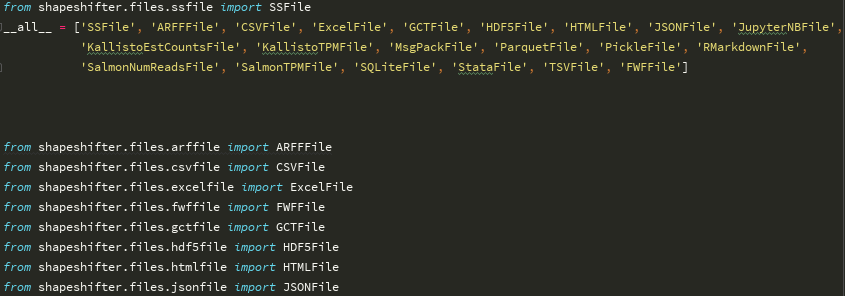 from shapeshifter.files.ssfile import SSFile
__all__ = ['SSFile', 'ARFFFile', 'CSVFile', 'ExcelFile', 'GCTFile', 'HDF5File', 'HTMLFile', 'JSONFile', 'JupyterNBFile',
'KallistoEstCountsFile', 'KallistoTPMFile', 'MsgPackFile', 'ParquetFile', 'PickleFile', 'RMarkdownFile',
'SalmonNumReadsFile', 'SalmonTPMFile', 'SQLiteFile', 'StataFile', 'TSVFile', 'FWFFile']
from shapeshifter.files.arffile import ARFFFile
from shapeshifter.files.csvfile import CSVFile
from shapeshifter.files.excelfile import ExcelFile
from shapeshifter.files.fwffile import FWFFile
from shapeshifter.files.gctfile import GCTFile
from shapeshifter.files.hdf5file import HDF5File
from shapeshifter.files.htmlfile import HTMLFile
from shapeshifter.files.jsonfile import JSONFile